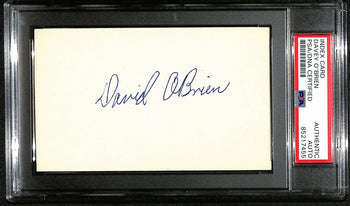 David O'Brien
INDEX CARD
DAVEY O'BRIEN
PSA/DNA CERTIFIED
AUTHENTIC
AUTO
PSA
85217455